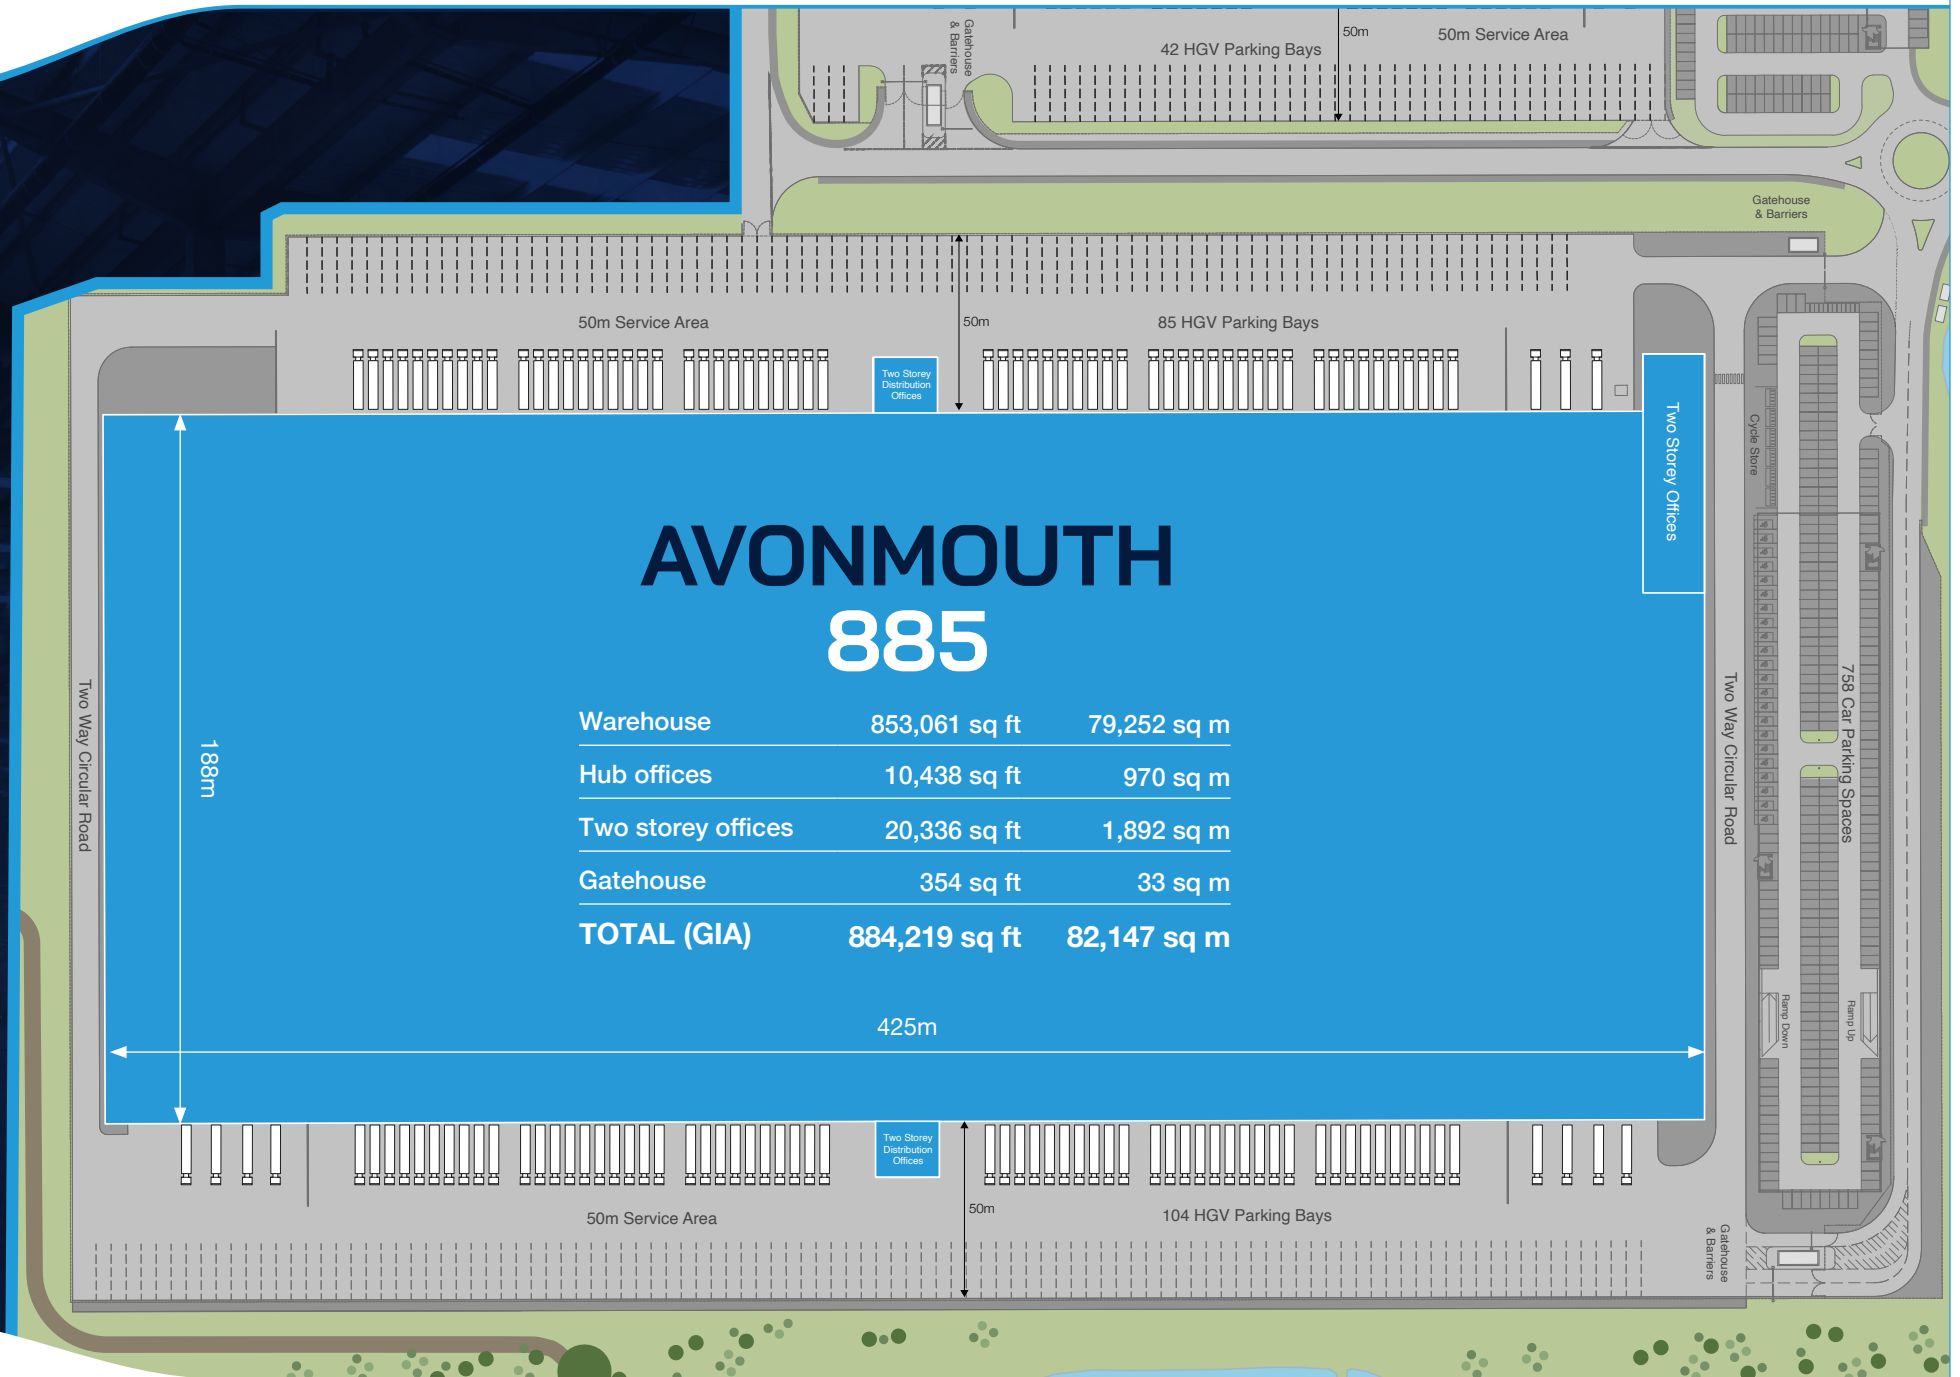 Gatehouse
& Barriers
42 HGV Parking Bays
50m
50m Service Area
Gatehouse
& Barriers
50m Service Area
50m
85 HGV Parking Bays
Two Storey
Distribution
Offices
Two Storey Offices
Cycle Store
AVONMOUTH
885
Warehouse 853,061 sq ft 79,252 sq m
Hub offices 10,438 sq ft 970 sq m
Two storey offices 20,336 sq ft 1,892 sq m
Gatehouse 354 sq ft 33 sq m
TOTAL (GIA) 884,219 sq ft 82,147 sq m
188m
425m
Two Way Circular Road
Two Way Circular Road
758 Car Parking Spaces
Ramp Down
Ramp Up
Two Storey
Distribution
Offices
50m Service Area
50m
104 HGV Parking Bays
Gatehouse
& Barriers